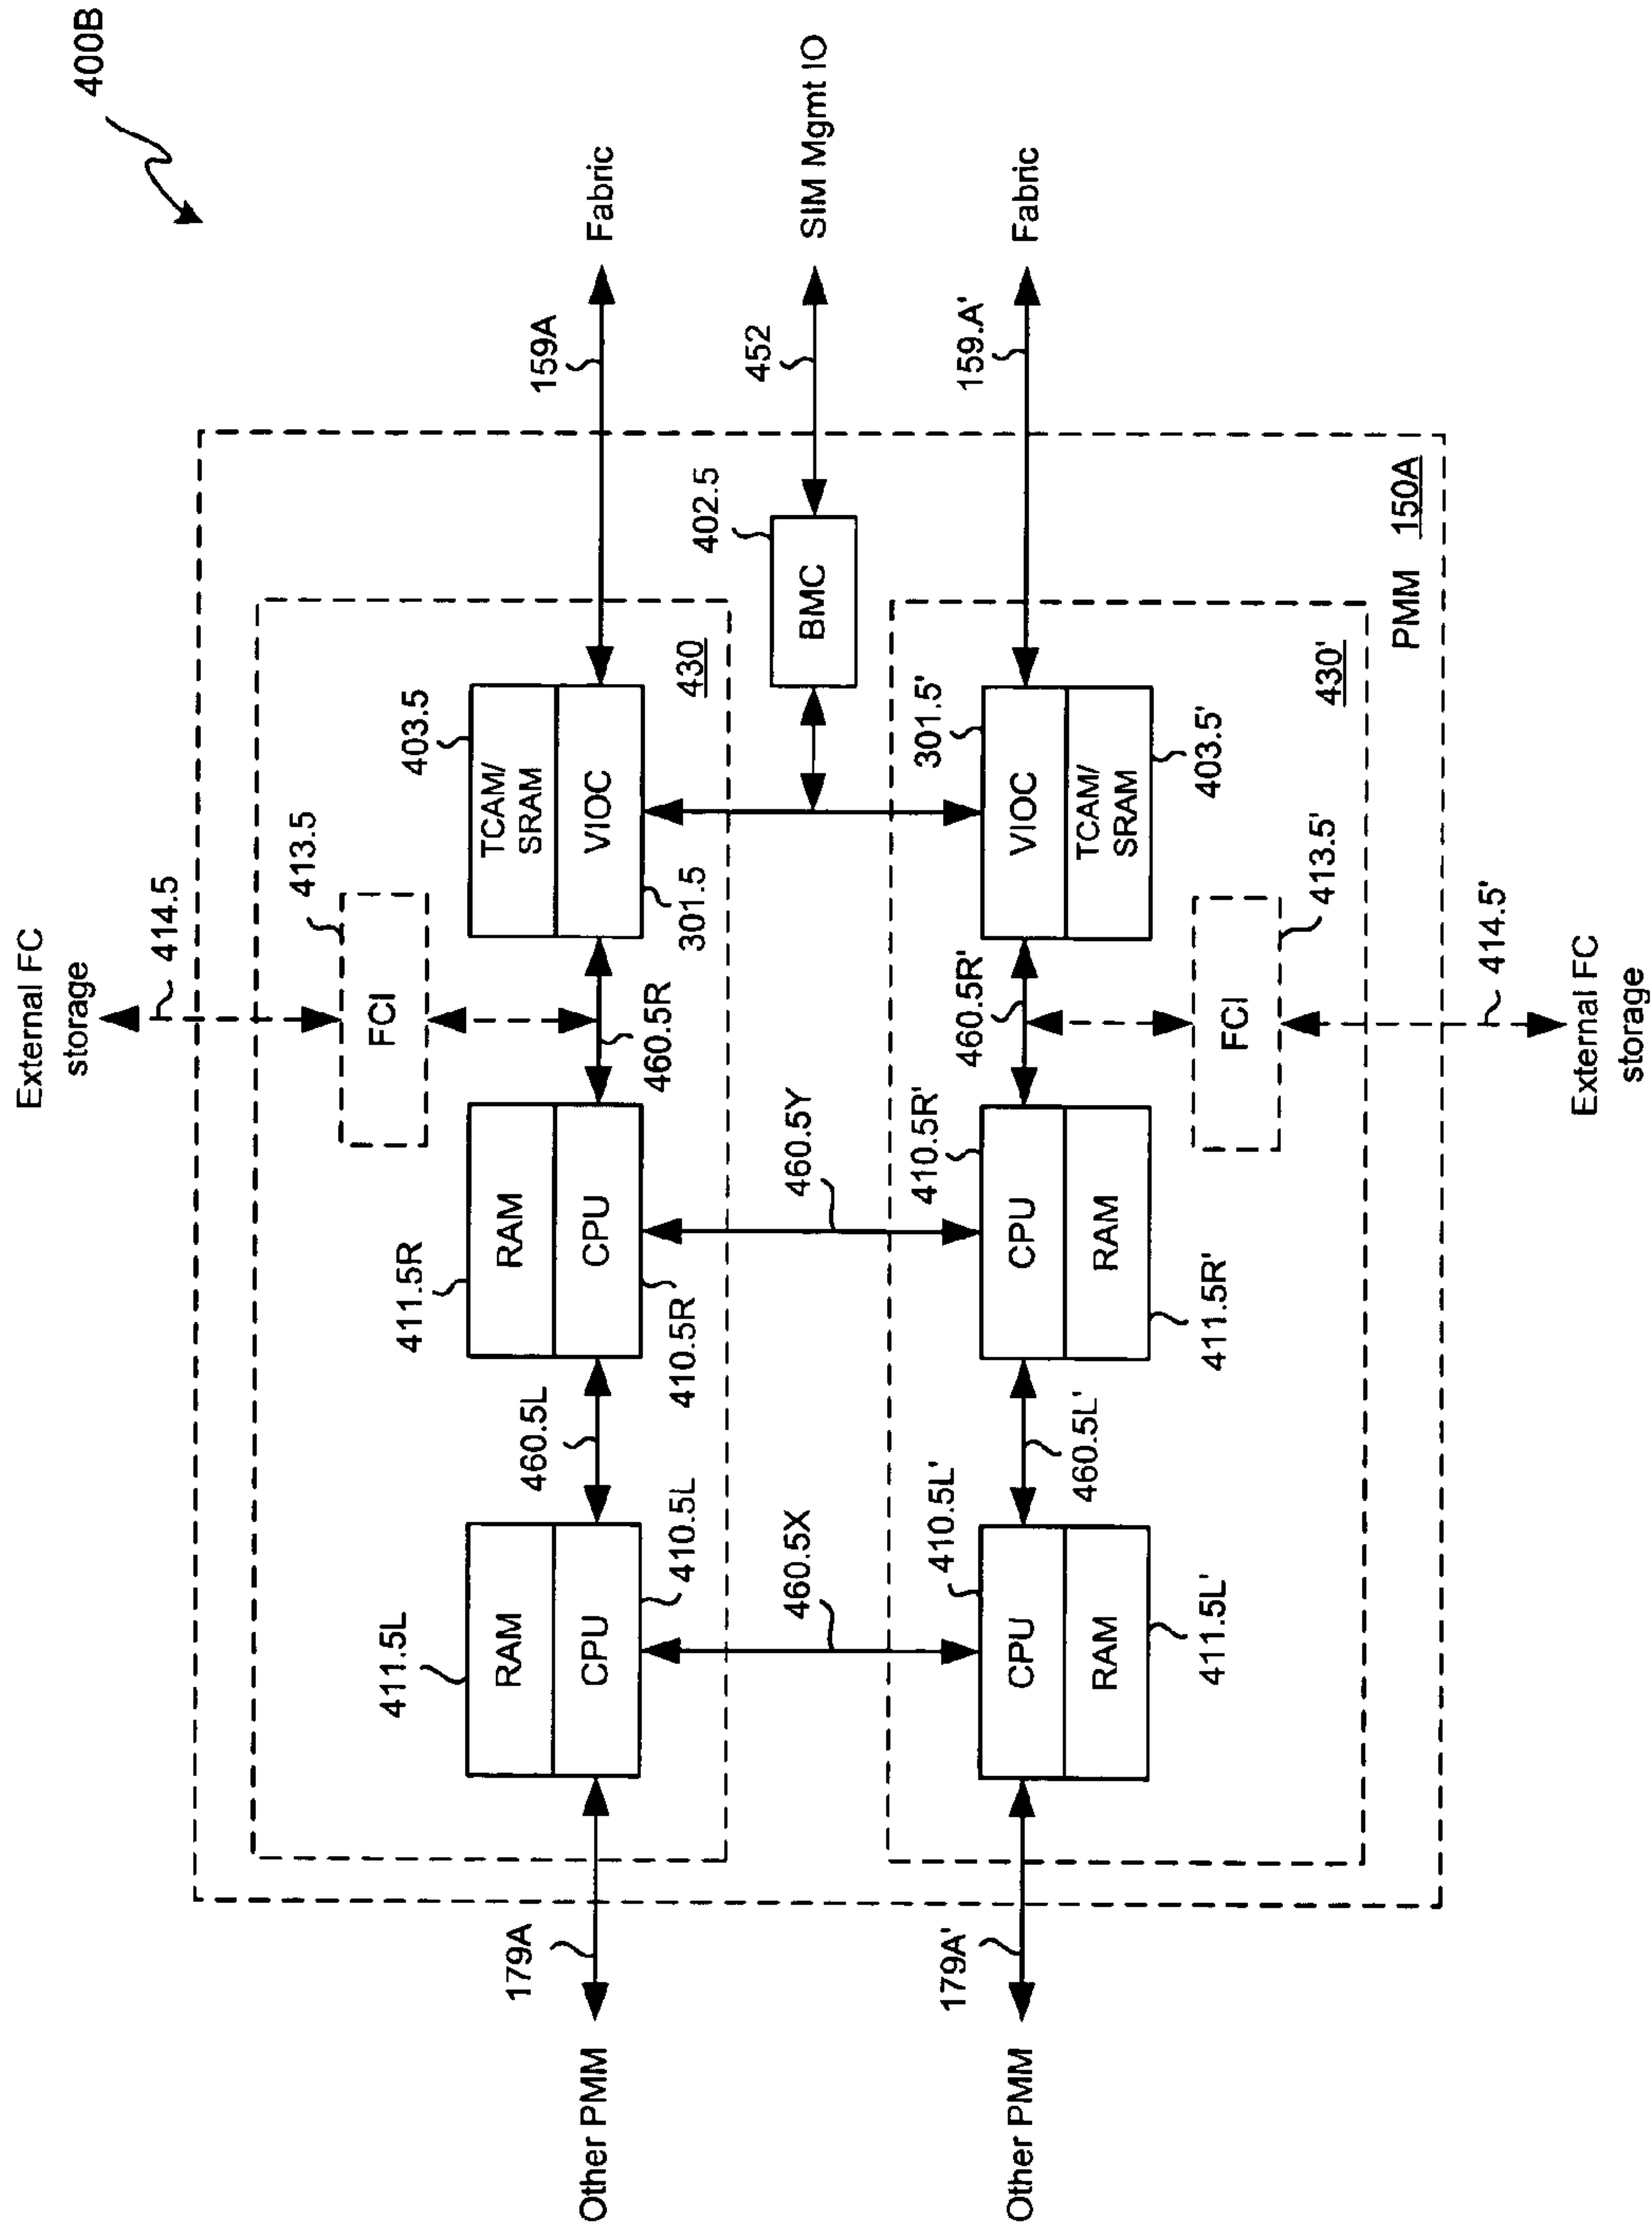 400B
External FC
storage
414.5
413.5
FCI
411.5L
RAM
CPU
410.5L
460.5L
411.5R
RAM
CPU
410.5R
460.5R
403.5
TCAM/
SRAM
VIOC
301.5
430
179A
Other PMM
159A
Fabric
460.5X
460.5Y
402.5
BMC
452
SIM Mgmt IO
410.5L'
CPU
RAM
411.5L'
460.5L'
410.5R'
CPU
RAM
411.5R'
460.5R'
301.5'
VIOC
TCAM/
SRAM
403.5'
430'
179A'
Other PMM
159.A'
Fabric
FCI
413.5'
PMM 150A
414.5'
External FC
storage